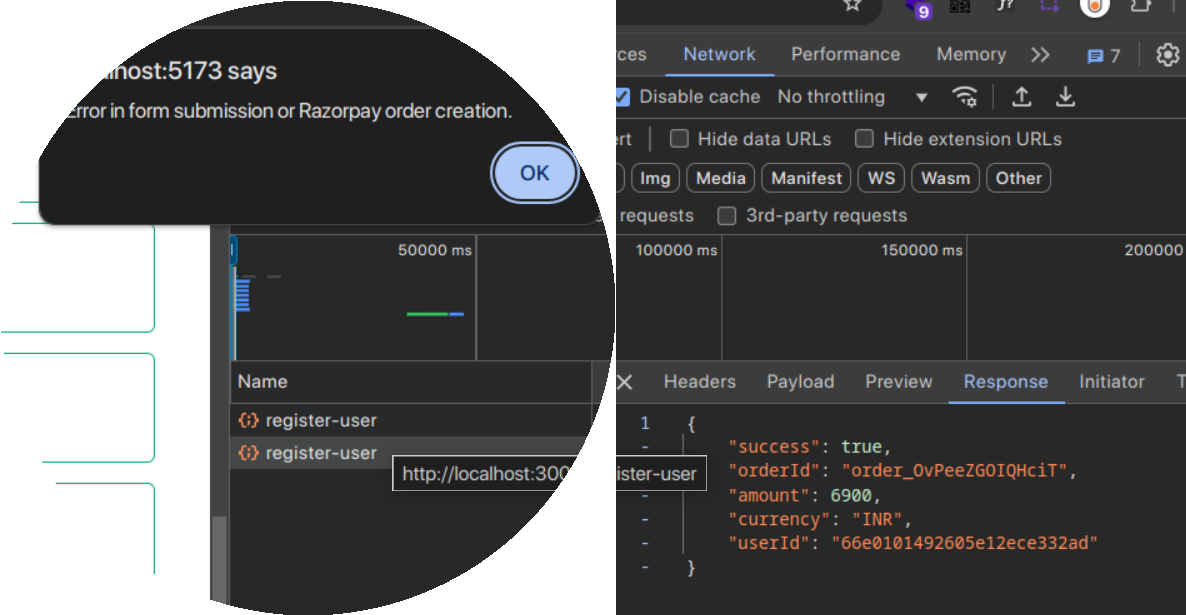 9
lhost:5173 says
Error in form submission or Razorpay order creation.
OK
50000 ms
Name
register-user
register-user
http://localhost:300
ister-user
Network
Performance
Memory
7
Disable cache
No throttling
Hide data URLs
Hide extension URLs
Img
Media
Manifest
WS
Wasm
Other
requests
3rd-party requests
100000 ms
150000 ms
200000
Headers
Payload
Preview
Response
Initiator
1 {
- "success": true,
- "orderId": "order_OvPeeZGOIQHciT",
- "amount": 6900,
- "currency": "INR",
- "userId": "66e0101492605e12ece332ad"
- }